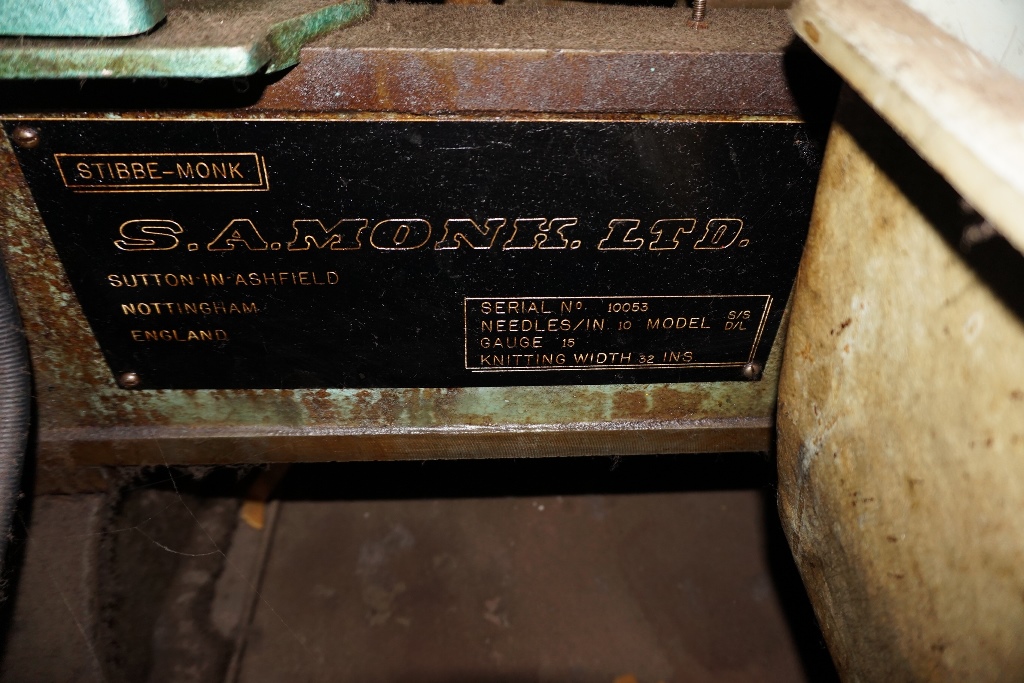 STIBBE-MONK
S.A.MONK. LTD.
SUTTON-IN-ASHFIELD
NOTTINGHAM
ENGLAND
SERIAL Nº. 10053
NEEDLES/IN. 10 MODEL S/S D/L
GAUGE 15
KNITTING WIDTH 32 INS